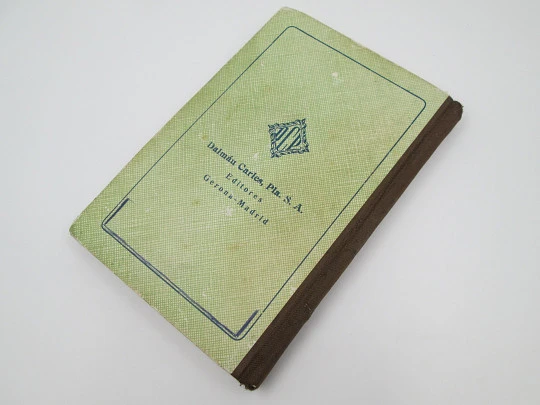 Dalmáu Carles, Pla. S. A.
Editores
Gerona-Madrid